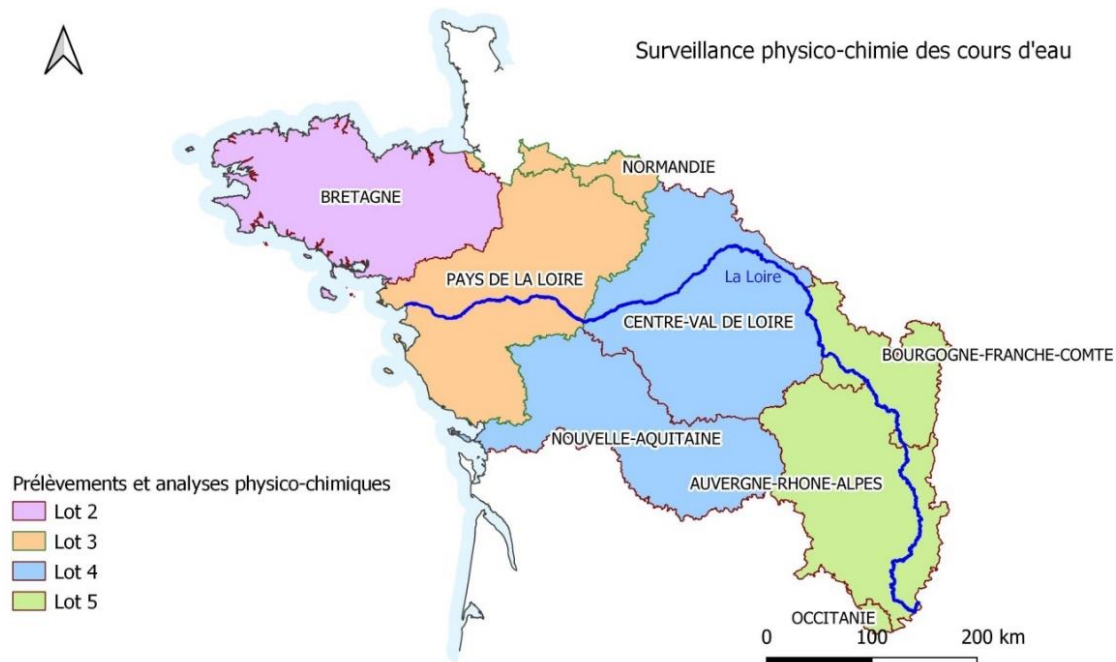 Surveillance physico-chimie des cours d'eau
NORMANDIE
BRETAGNE
PAYS DE LA LOIRE
La Loire
CENTRE-VAL DE LOIRE
BOURGOGNE-FRANCHE-COMTE
NOUVELLE-AQUITAINE
AUVERGNE-RHONE-ALPES
Prélèvements et analyses physico-chimiques
Lot 2
Lot 3
Lot 4
Lot 5
OCCITANIE
0 100 200 km